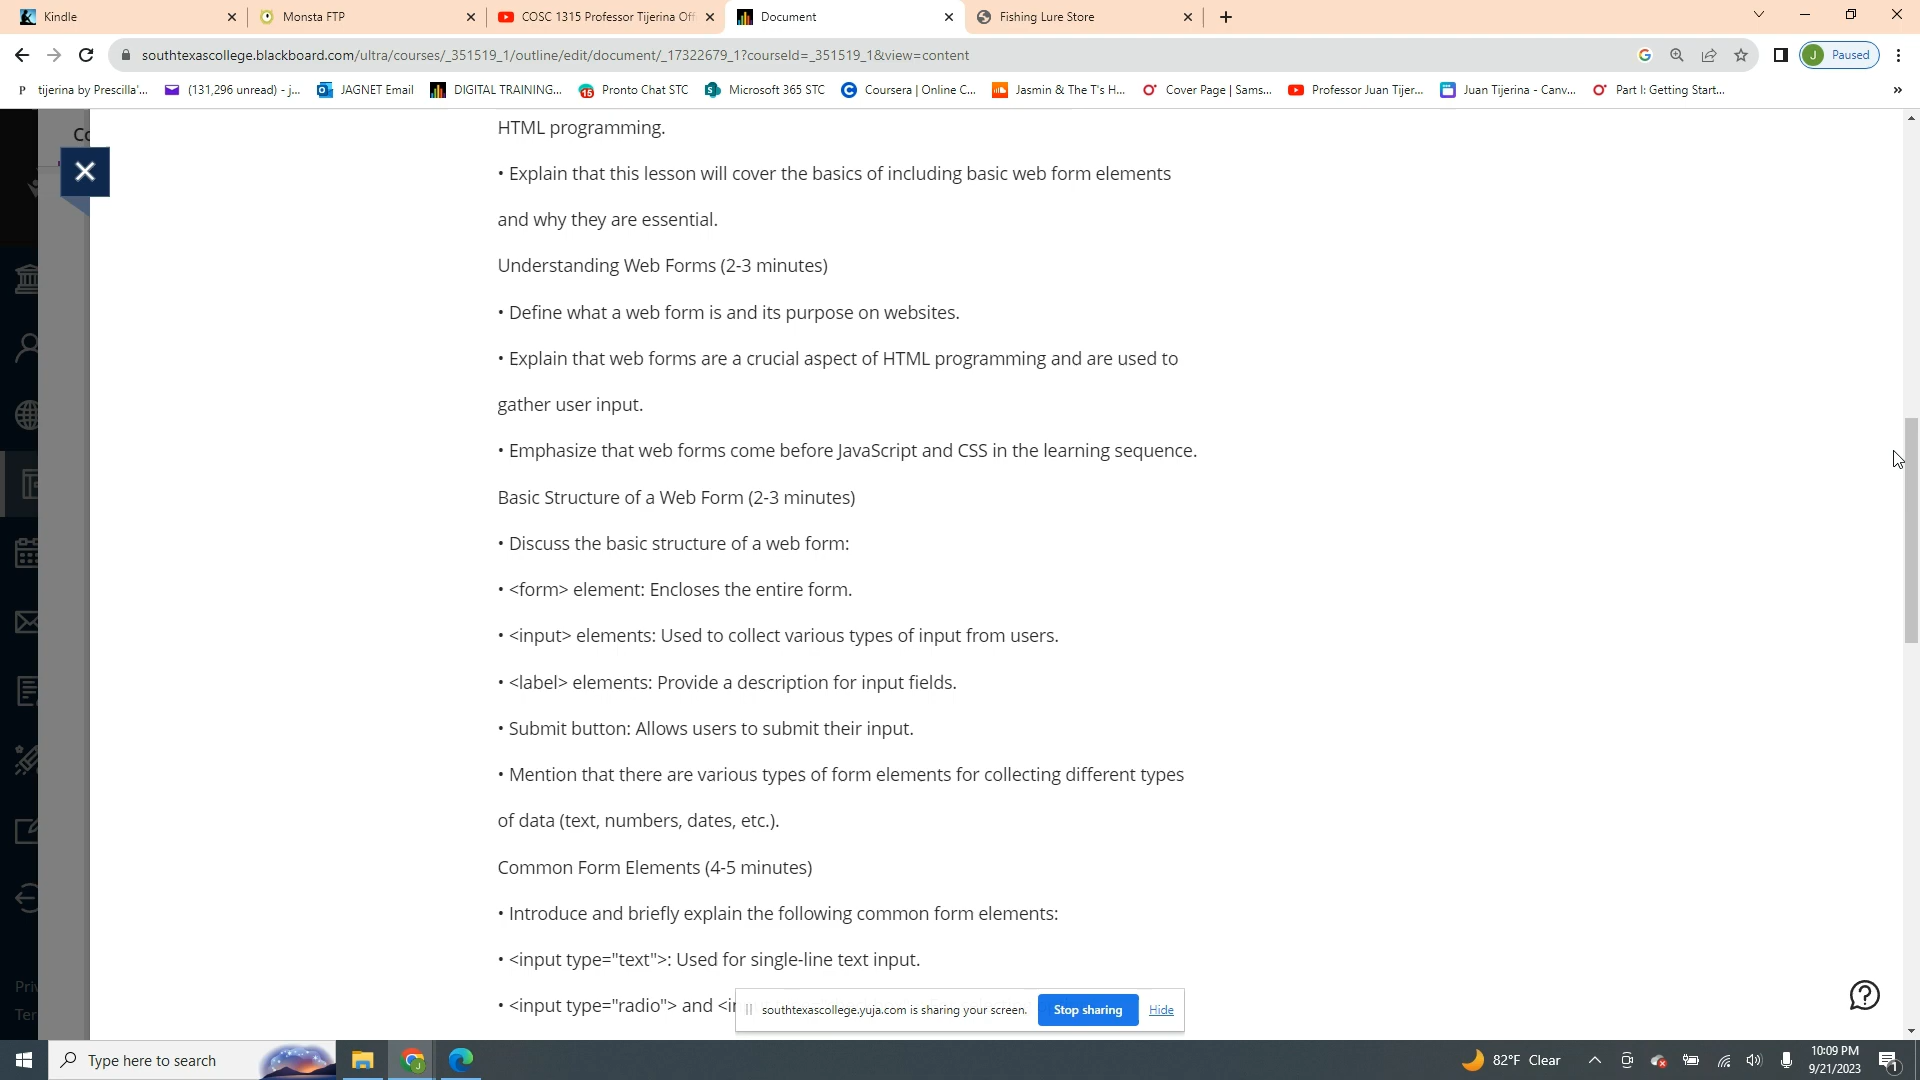 Kindle
Monsta FTP
COSC 1315 Professor Tijerina Off
Document
Fishing Lure Store
southtexascollege.blackboard.com/ultra/courses/_351519_1/outline/edit/document/_17322679_1?courseId=_351519_1&view=content
J Paused
tijerina by Prescilla'...
(131,296 unread) - j...
JAGNET Email
DIGITAL TRAINING...
Pronto Chat STC
Microsoft 365 STC
Coursera | Online C...
Jasmin & The T's H...
Cover Page | Sams...
Professor Juan Tijer...
Juan Tijerina - Canv...
Part I: Getting Start...
HTML programming.
• Explain that this lesson will cover the basics of including basic web form elements
and why they are essential.
Understanding Web Forms (2-3 minutes)
• Define what a web form is and its purpose on websites.
• Explain that web forms are a crucial aspect of HTML programming and are used to
gather user input.
• Emphasize that web forms come before JavaScript and CSS in the learning sequence.
Basic Structure of a Web Form (2-3 minutes)
• Discuss the basic structure of a web form:
• <form> element: Encloses the entire form.
• <input> elements: Used to collect various types of input from users.
• <label> elements: Provide a description for input fields.
• Submit button: Allows users to submit their input.
• Mention that there are various types of form elements for collecting different types
of data (text, numbers, dates, etc.).
Common Form Elements (4-5 minutes)
• Introduce and briefly explain the following common form elements:
• <input type="text">: Used for single-line text input.
• <input type="radio"> and
southtexascollege.yuja.com is sharing your screen.
Stop sharing
Hide
Type here to search
82°F Clear
10:09 PM
9/21/2023